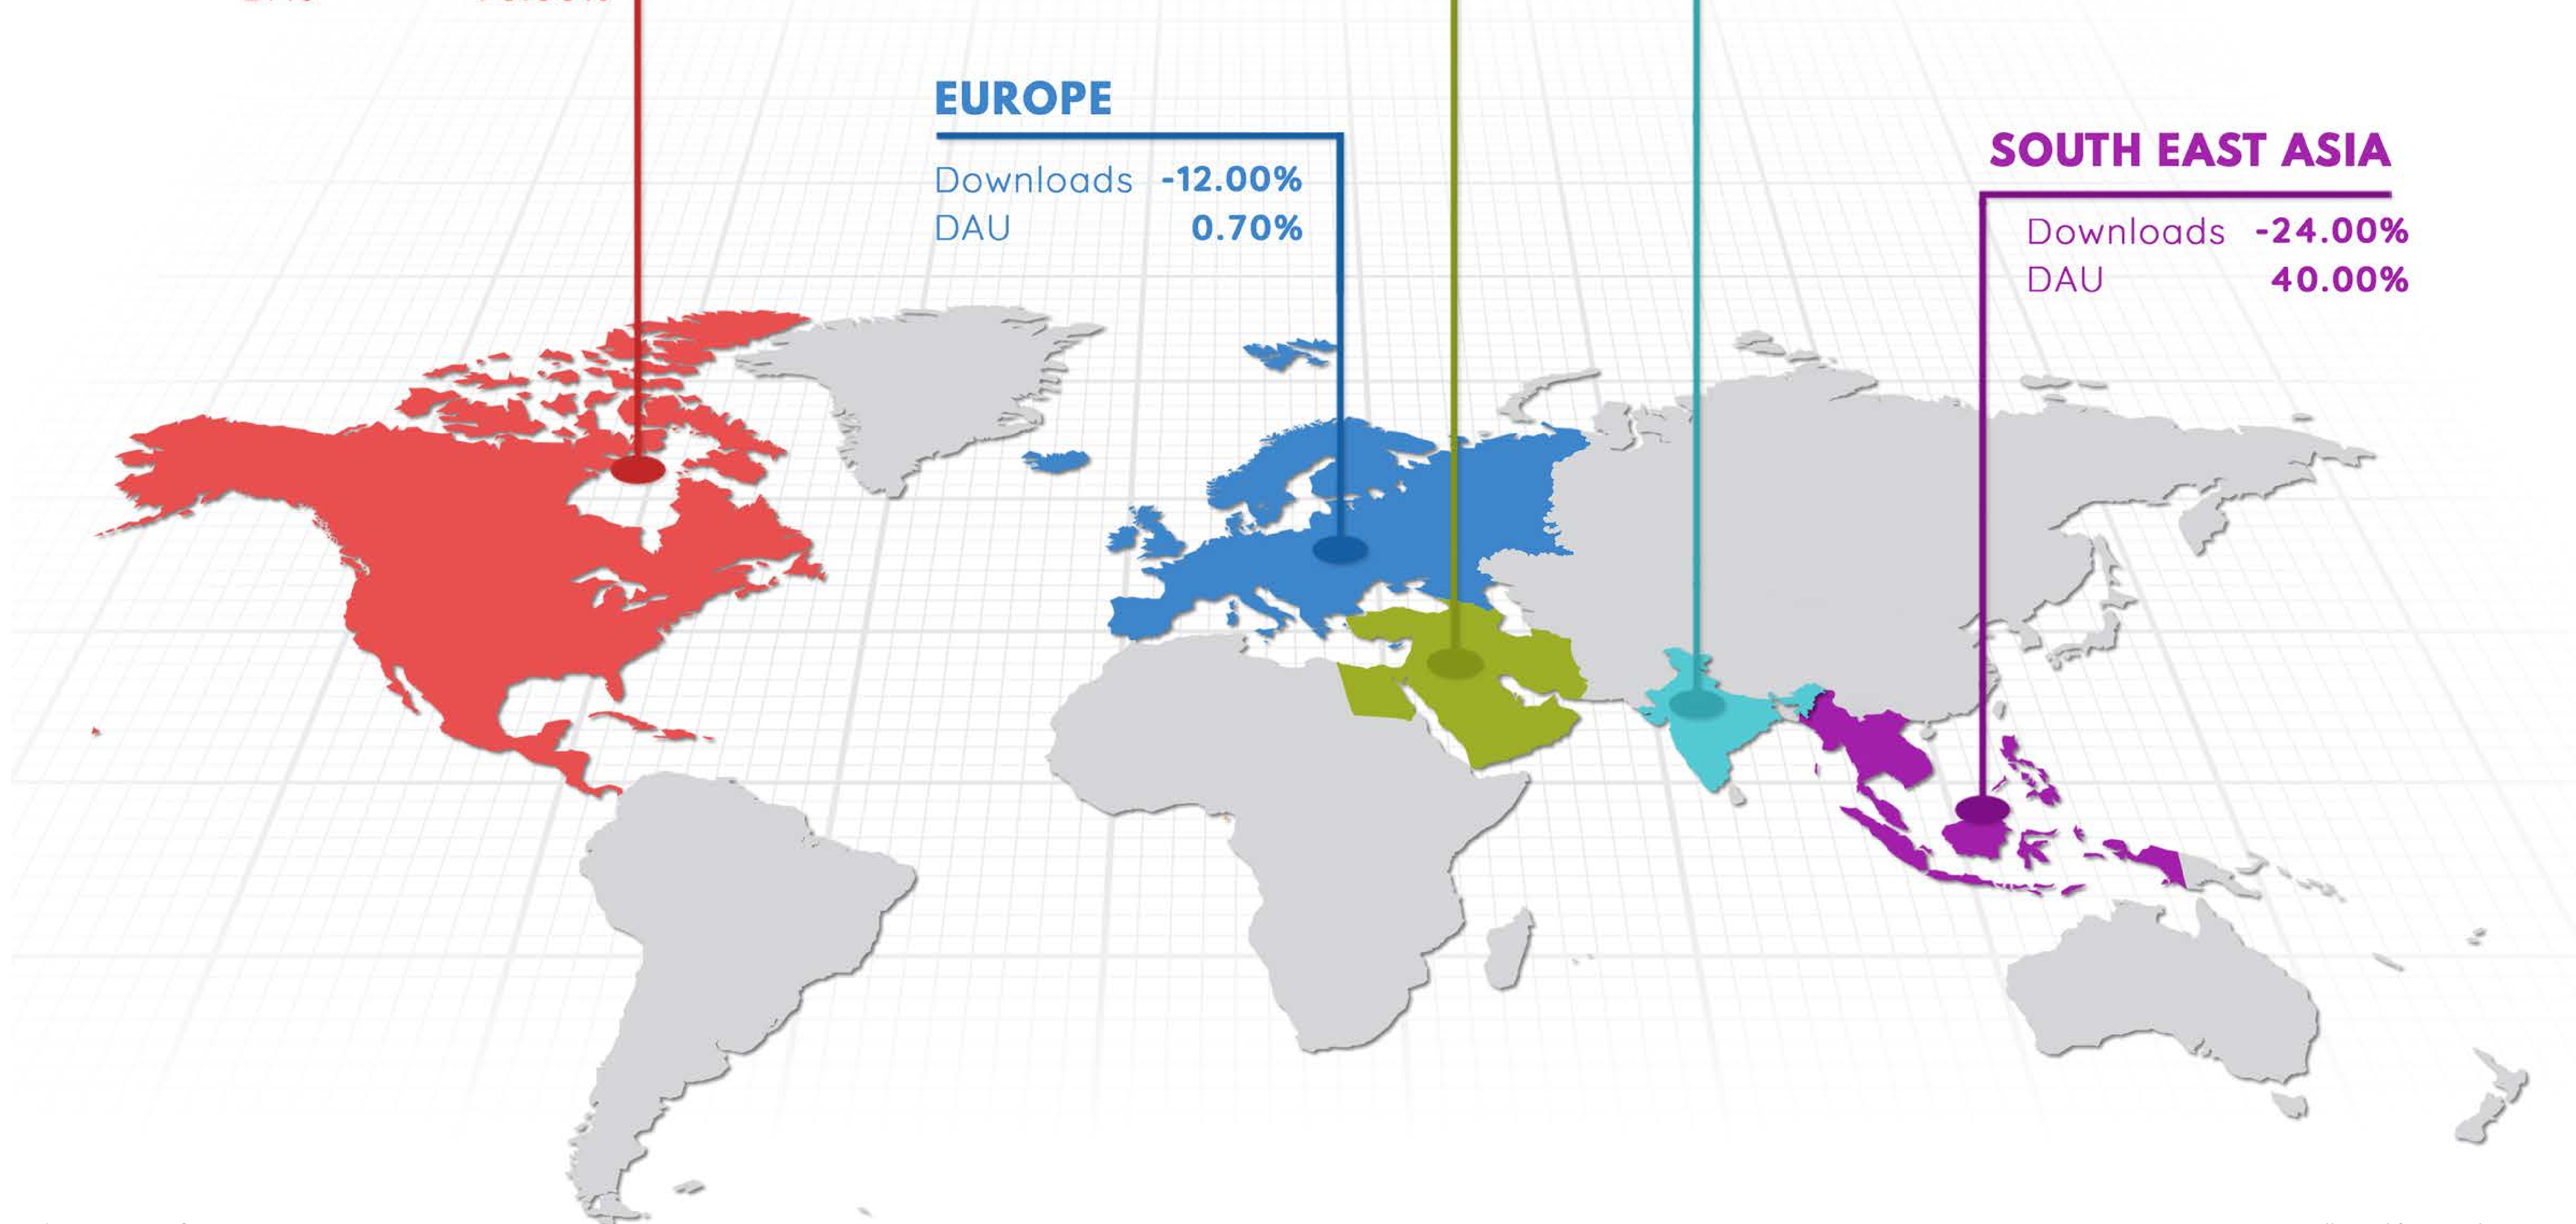 EUROPE
Downloads -12.00%
DAU 0.70%
SOUTH EAST ASIA
Downloads -24.00%
DAU 40.00%